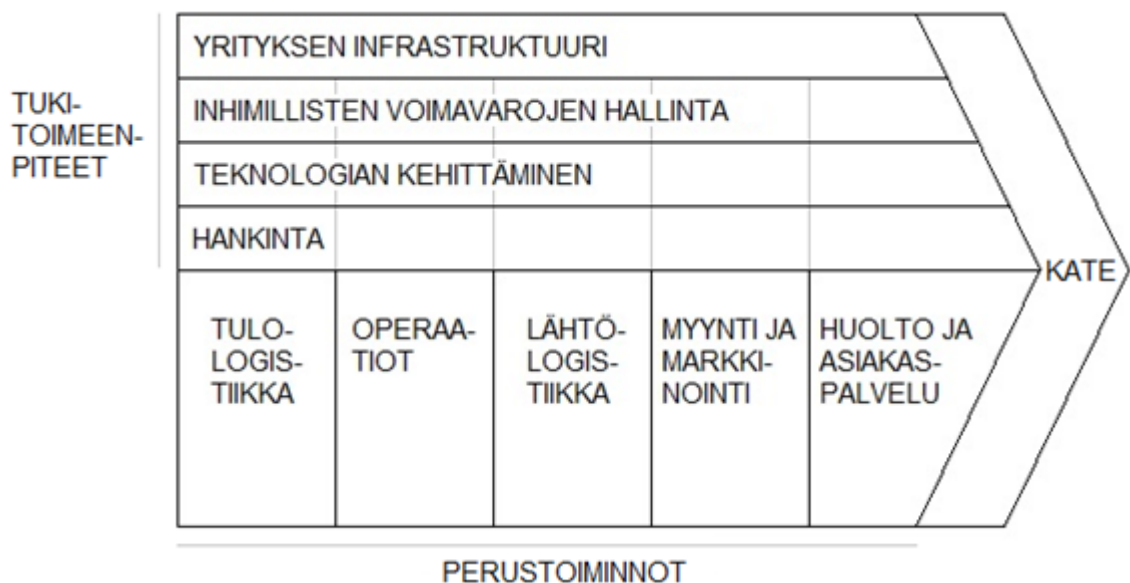 YRITYKSEN INFRASTRUKTUURI
TUKI-
TOIMEEN-
PITEET
INHIMILLISTEN VOIMAVAROJEN HALLINTA
TEKNOLOGIAN KEHITTÄMINEN
HANKINTA
KATE
TULO-
LOGIS-
TIIKKA
OPERAA-
TIOT
LÄHTÖ-
LOGIS-
TIIKKA
MYYNTI JA
MARKKI-
NOINTI
HUOLTO JA
ASIAKAS-
PALVELU
PERUSTOIMINNOT